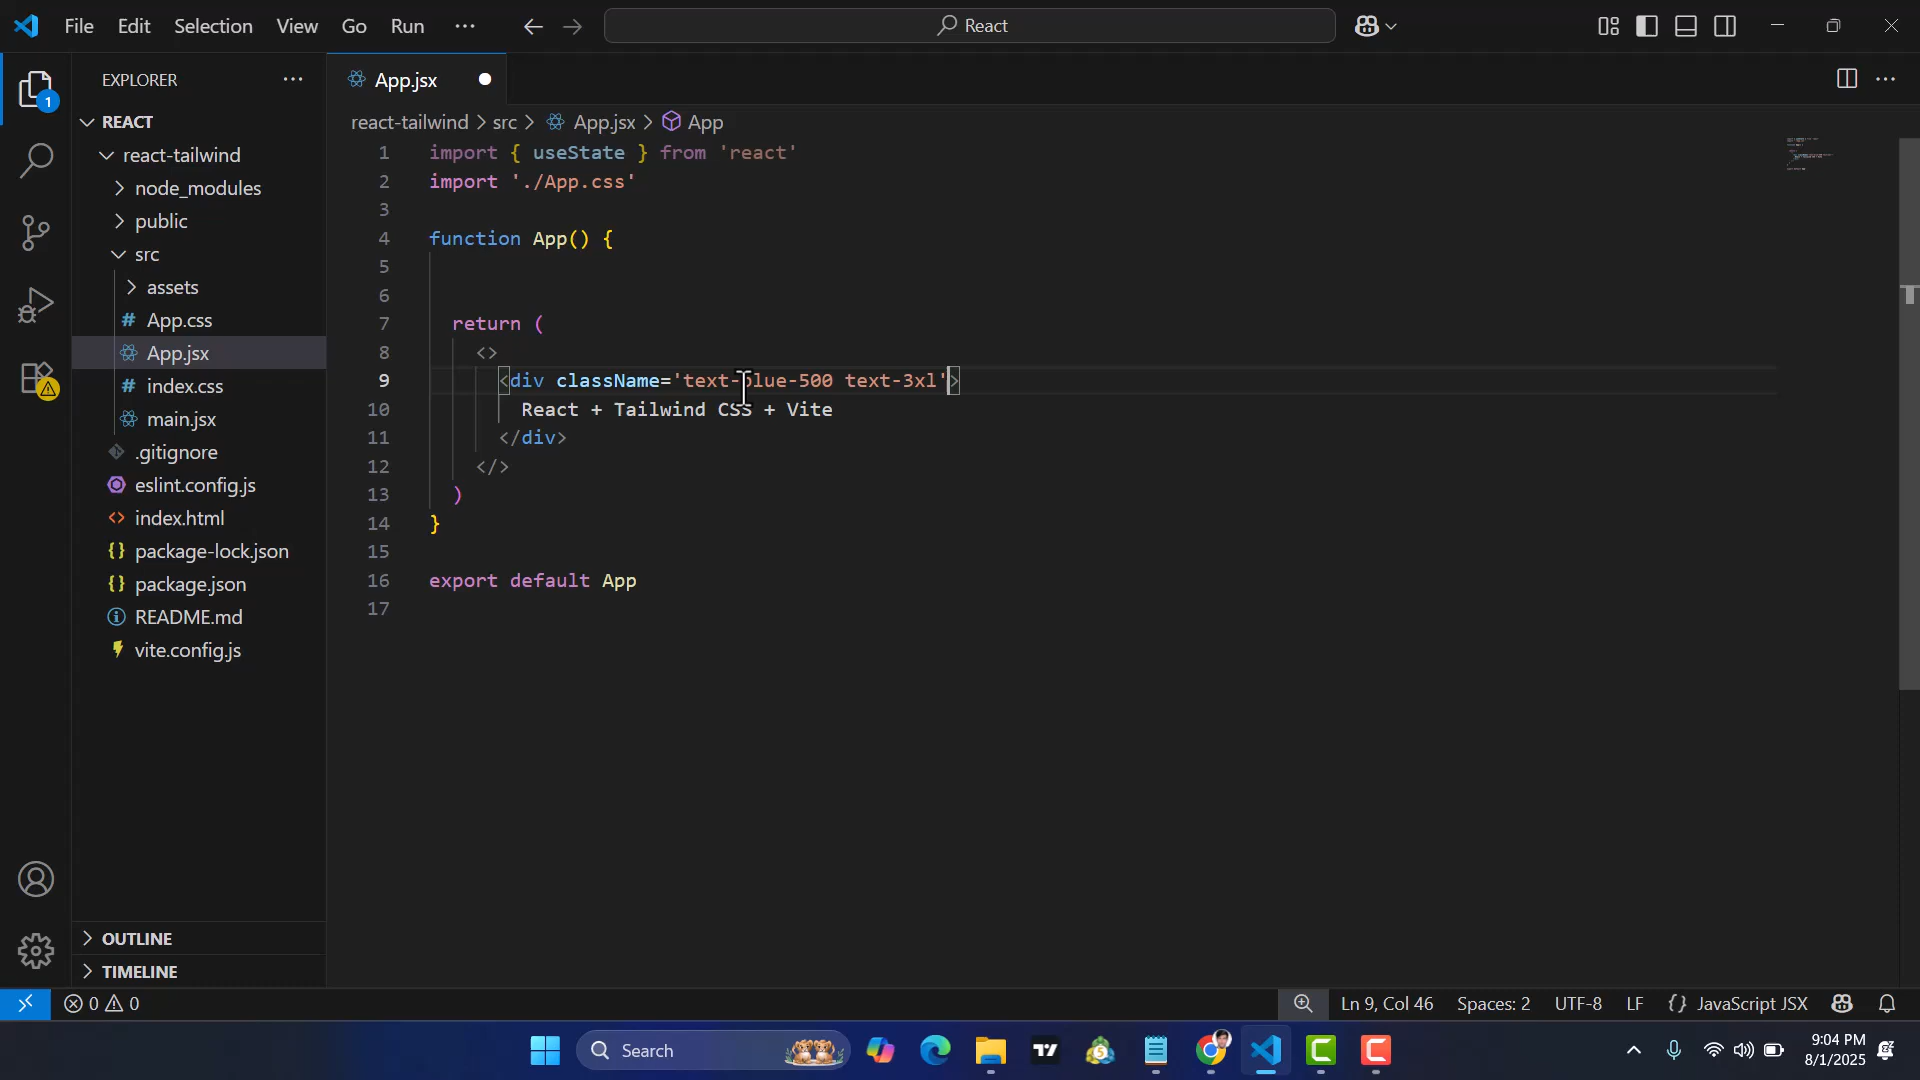 File Edit Selection View Go Run ··· React
EXPLORER ···
App.jsx
REACT
react-tailwind
node_modules
public
src
assets
# App.css
App.jsx
# index.css
main.jsx
.gitignore
eslint.config.js
<> index.html
{} package-lock.json
{} package.json
README.md
vite.config.js
OUTLINE
TIMELINE
1
react-tailwind > src > App.jsx > App
1 import { useState } from 'react'
2 import './App.css'
3
4 function App() {
5
6
7 return (
8 <>
9 <div className='text-blue-500 text-3xl'>
10 React + Tailwind CSS + Vite
11 </div>
12 </>
13 )
14 }
15
16 export default App
17
0 0 Ln 9, Col 46 Spaces: 2 UTF-8 LF {} JavaScript JSX
Search
9:04 PM
8/1/2025